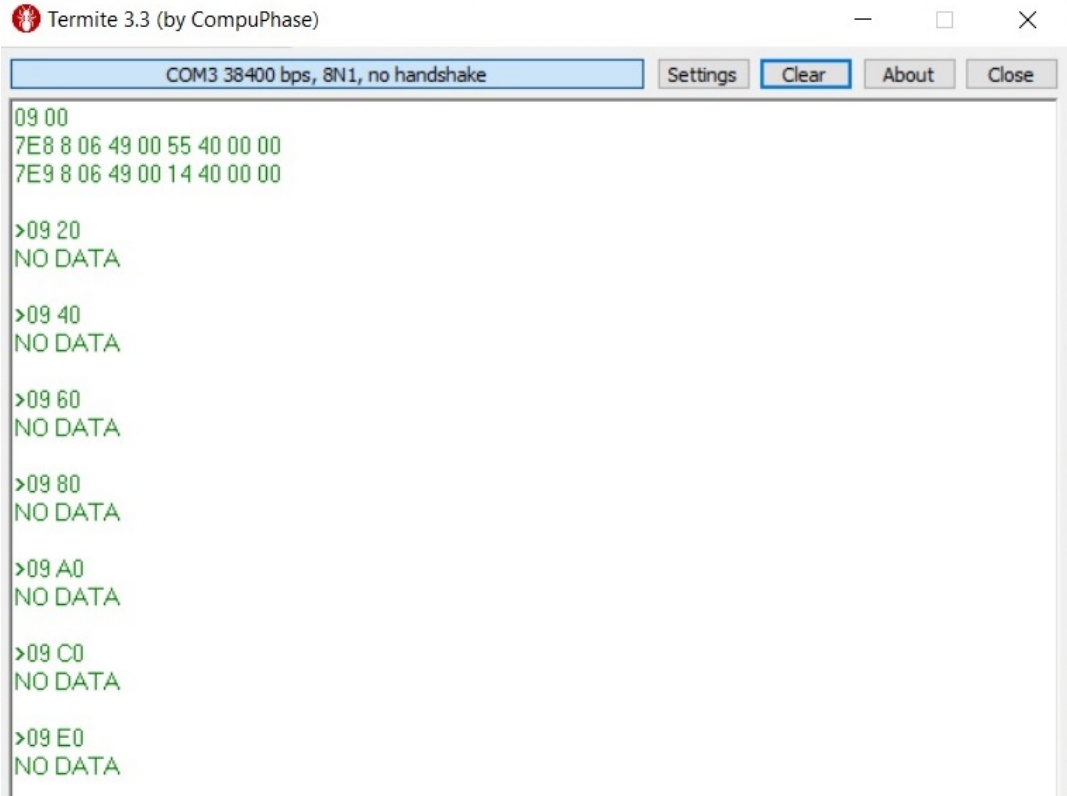 Termite 3.3 (by CompuPhase)
COM3 38400 bps, 8N1, no handshake Settings Clear About Close
09 00
7E8 8 06 49 00 55 40 00 00
7E9 8 06 49 00 14 40 00 00
>09 20
NO DATA
>09 40
NO DATA
>09 60
NO DATA
>09 80
NO DATA
>09 A0
NO DATA
>09 C0
NO DATA
>09 E0
NO DATA